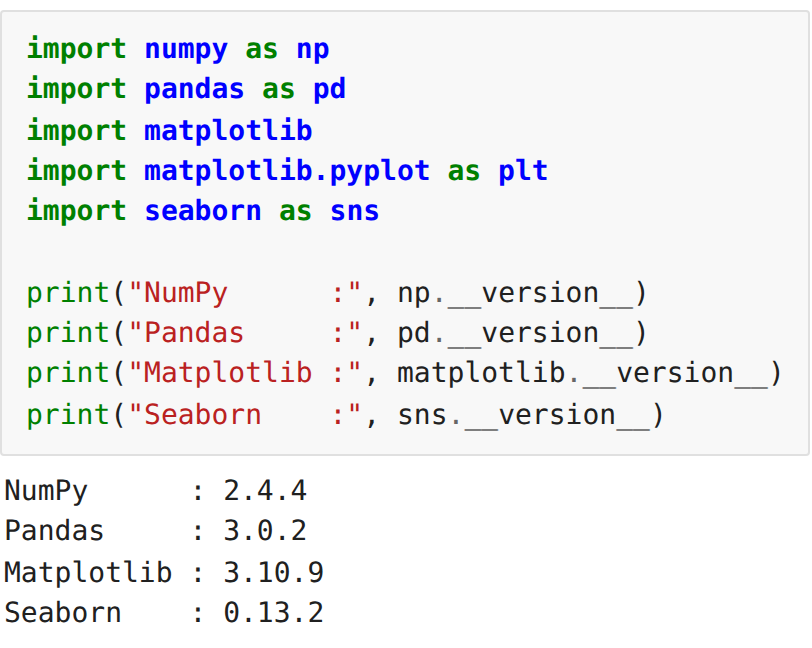 import numpy as np
import pandas as pd
import matplotlib
import matplotlib.pyplot as plt
import seaborn as sns
print("NumPy      :", np.__version__)
print("Pandas     :", pd.__version__)
print("Matplotlib :", matplotlib.__version__)
print("Seaborn    :", sns.__version__)
NumPy      : 2.4.4
Pandas     : 3.0.2
Matplotlib : 3.10.9
Seaborn    : 0.13.2